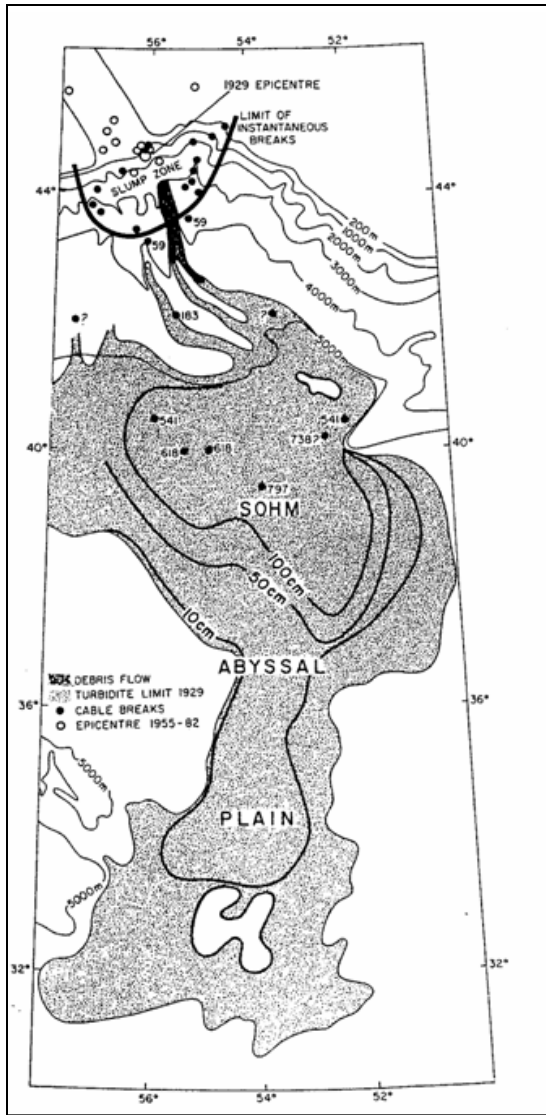 56° 52°
1929 EPICENTRE
LIMIT OF
INSTANTANEOUS
BREAKS
44° 44°
SLUMP ZONE
59
59
200m
1000m
2000m
3000m
4000m
5000m
?
183
?
541
541
40° 40°
738?
618
618
797
SOHM
100cm
50cm
10cm
ABYSSAL
DEBRIS FLOW
TURBIDITE LIMIT 1929
CABLE BREAKS
EPICENTRE 1955-82
36° 36°
5000m
PLAIN
5000m
32° 32°
56° 54° 52°